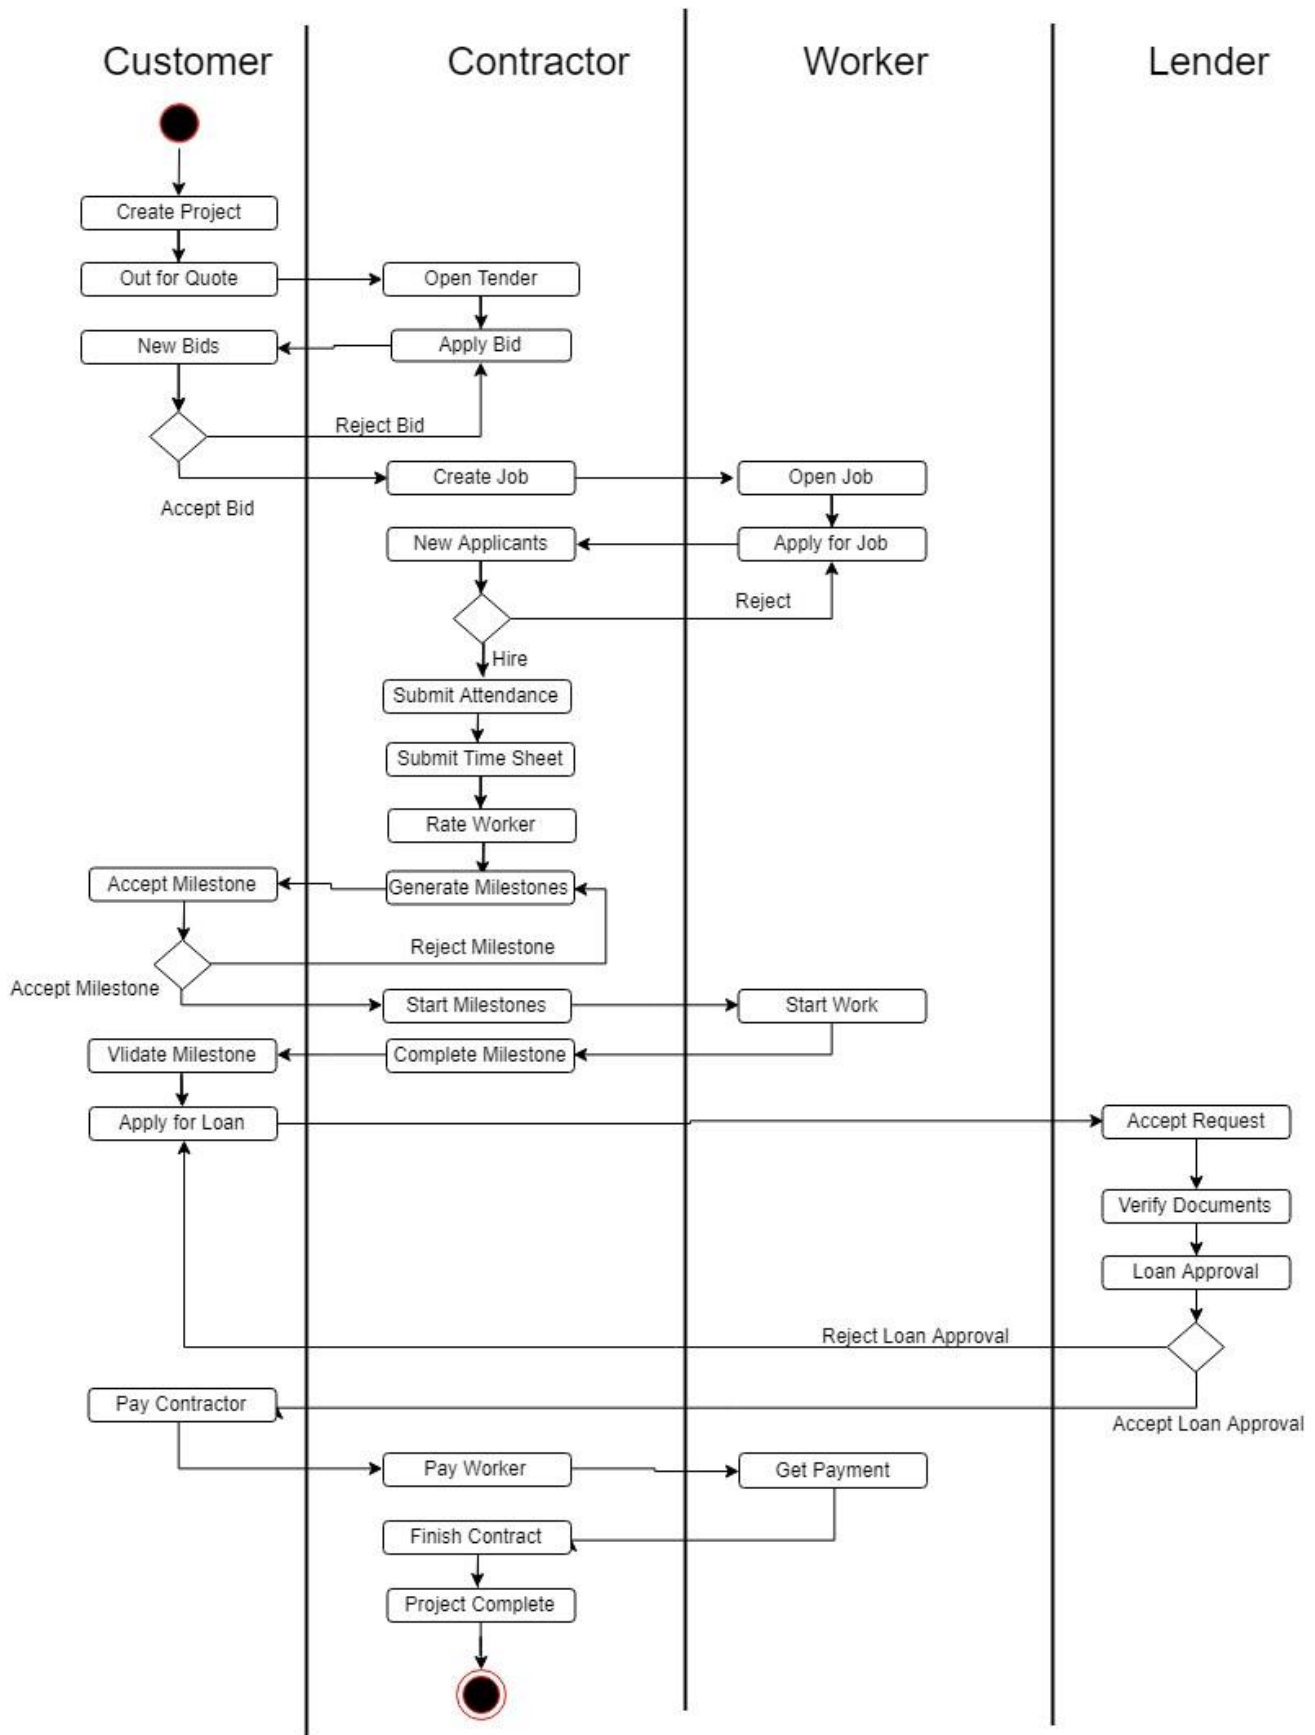 Customer
Contractor
Worker
Lender
Create Project
Out for Quote
Open Tender
New Bids
Apply Bid
Reject Bid
Accept Bid
Create Job
Open Job
New Applicants
Apply for Job
Reject
Hire
Submit Attendance
Submit Time Sheet
Rate Worker
Accept Milestone
Generate Milestones
Reject Milestone
Accept Milestone
Start Milestones
Start Work
Vlidate Milestone
Complete Milestone
Apply for Loan
Accept Request
Verify Documents
Loan Approval
Reject Loan Approval
Pay Contractor
Accept Loan Approval
Pay Worker
Get Payment
Finish Contract
Project Complete